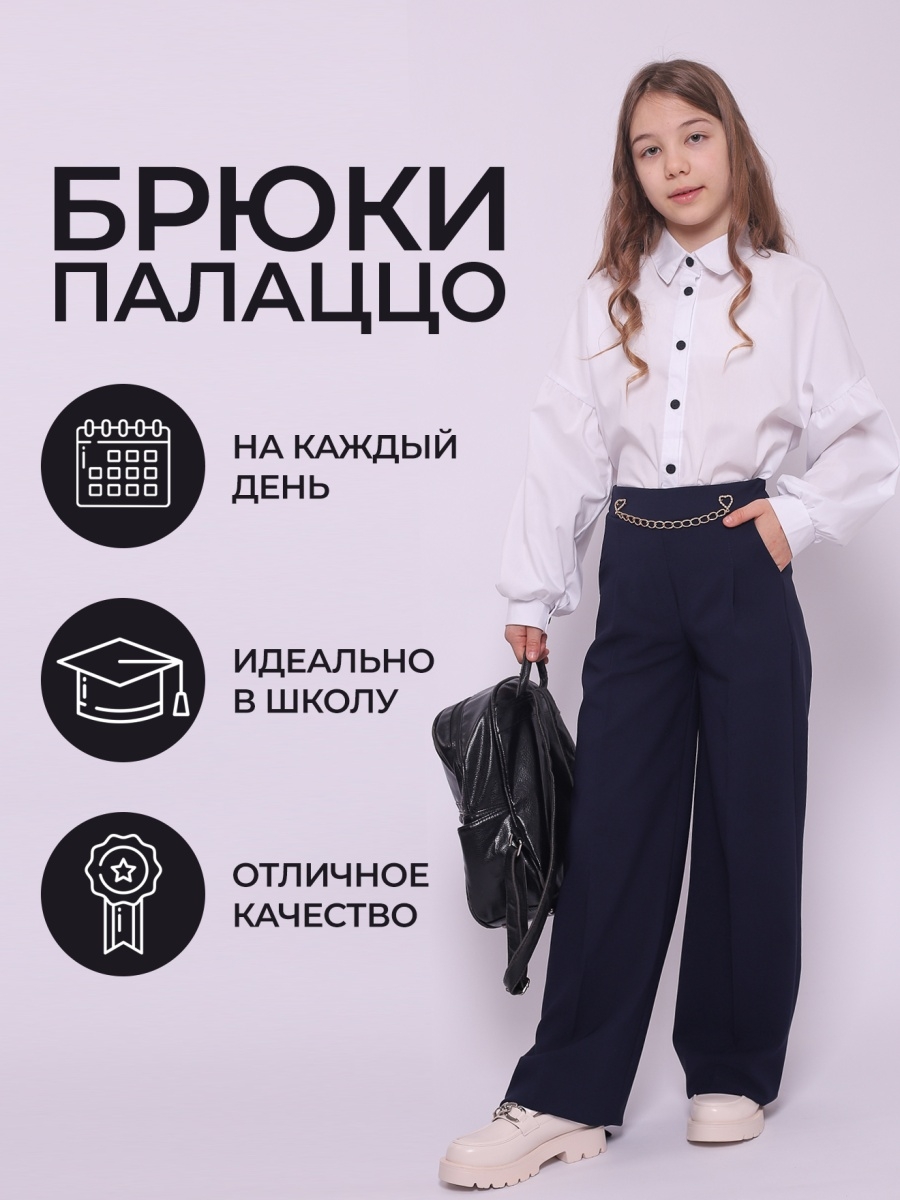 БРЮКИ
ПАЛАЦЦО
НА КАЖДЫЙ
ДЕНЬ
ИДЕАЛЬНО
В ШКОЛУ
ОТЛИЧНОЕ
КАЧЕСТВО